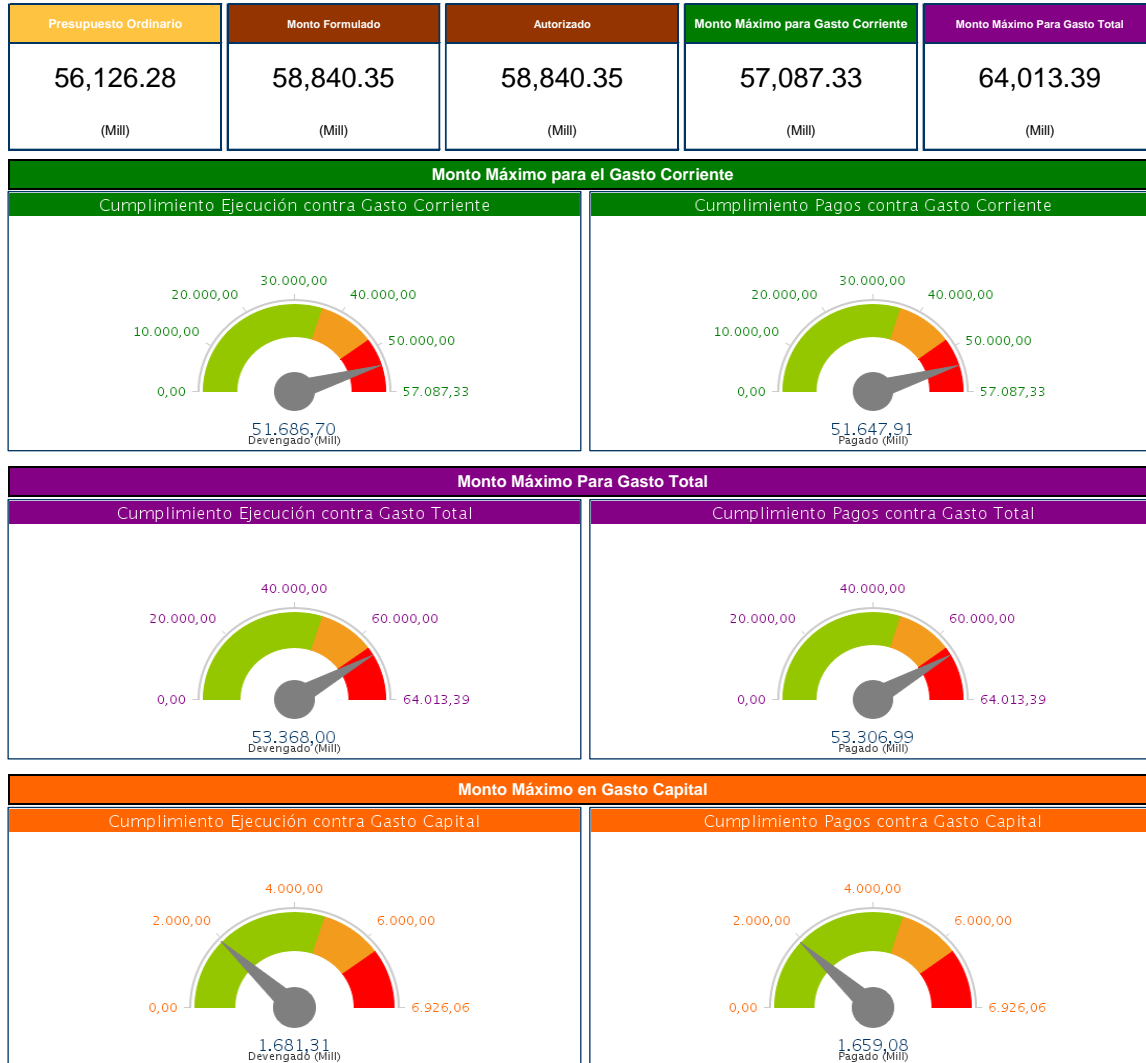 Presupuesto Ordinario
56,126.28
(Mill)
Monto Formulado
58,840.35
(Mill)
Autorizado
58,840.35
(Mill)
Monto Máximo para Gasto Corriente
57,087.33
(Mill)
Monto Máximo Para Gasto Total
64,013.39
(Mill)
Monto Máximo para el Gasto Corriente
Cumplimiento Ejecución contra Gasto Corriente
0,00
10.000,00
20.000,00
30.000,00
40.000,00
50.000,00
57.087,33
51.686,70
Devengado (Mill)
Cumplimiento Pagos contra Gasto Corriente
0,00
10.000,00
20.000,00
30.000,00
40.000,00
50.000,00
57.087,33
51.647,91
Pagado (Mill)
Monto Máximo Para Gasto Total
Cumplimiento Ejecución contra Gasto Total
0,00
20.000,00
40.000,00
60.000,00
64.013,39
53.368,00
Devengado (Mill)
Cumplimiento Pagos contra Gasto Total
0,00
20.000,00
40.000,00
60.000,00
64.013,39
53.306,99
Pagado (Mill)
Monto Máximo en Gasto Capital
Cumplimiento Ejecución contra Gasto Capital
0,00
2.000,00
4.000,00
6.000,00
6.926,06
1.681,31
Devengado (Mill)
Cumplimiento Pagos contra Gasto Capital
0,00
2.000,00
4.000,00
6.000,00
6.926,06
1.659,08
Pagado (Mill)